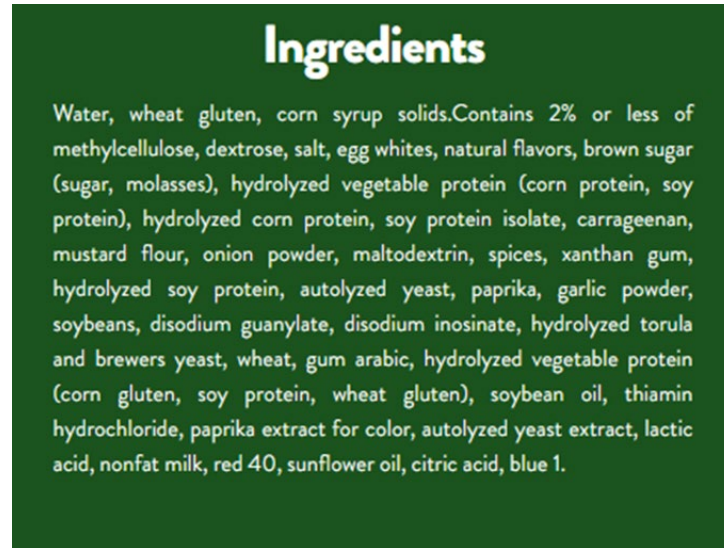 Ingredients
Water, wheat gluten, corn syrup solids.Contains 2% or less of
methylcellulose, dextrose, salt, egg whites, natural flavors, brown sugar
(sugar, molasses), hydrolyzed vegetable protein (corn protein, soy
protein), hydrolyzed corn protein, soy protein isolate, carrageenan,
mustard flour, onion powder, maltodextrin, spices, xanthan gum,
hydrolyzed soy protein, autolyzed yeast, paprika, garlic powder,
soybeans, disodium guanylate, disodium inosinate, hydrolyzed torula
and brewers yeast, wheat, gum arabic, hydrolyzed vegetable protein
(corn gluten, soy protein, wheat gluten), soybean oil, thiamin
hydrochloride, paprika extract for color, autolyzed yeast extract, lactic
acid, nonfat milk, red 40, sunflower oil, citric acid, blue 1.